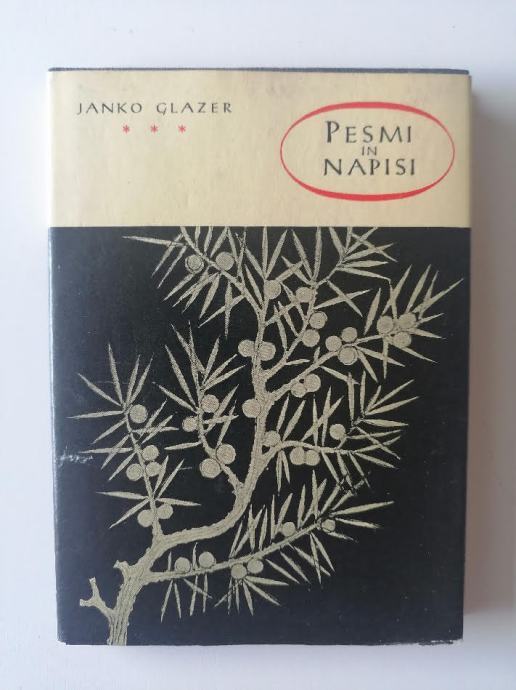 JANKO GLAZER
* * *
PESMI
IN
NAPISI